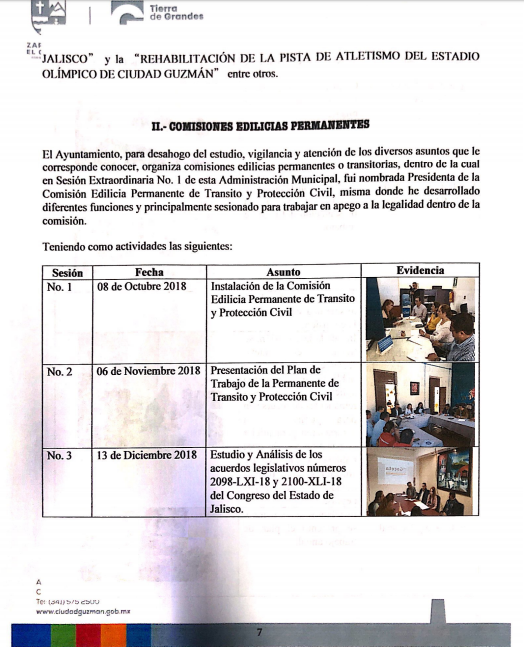 Tierra
de Grandes
JALISCO” y la “REHABILITACIÓN DE LA PISTA DE ATLETISMO DEL ESTADIO
OLÍMPICO DE CIUDAD GUZMÁN” entre otros.
II.- COMISIONES EDILICIAS PERMANENTES
El Ayuntamiento, para desahogo del estudio, vigilancia y atención de los diversos asuntos que le
corresponde conocer, organiza comisiones edilicias permanentes o transitorias, dentro de la cual
en Sesión Extraordinaria No. 1 de esta Administración Municipal, fui nombrada Presidenta de la
Comisión Edilicia Permanente de Transito y Protección Civil, misma donde he desarrollado
diferentes funciones y principalmente sesionado para trabajar en apego a la legalidad dentro de la
comisión.
Teniendo como actividades las siguientes:
Sesión Fecha Asunto Evidencia
No. 1 08 de Octubre 2018 Instalación de la Comisión
Edilicia Permanente de Transito
y Protección Civil
No. 2 06 de Noviembre 2018 Presentación del Plan de
Trabajo de la Permanente de
Transito y Protección Civil
No. 3 13 de Diciembre 2018 Estudio y Análisis de los
acuerdos legislativos números
2098-LXI-18 y 2100-XLI-18
del Congreso del Estado de
Jalisco.
A
C
Tel (341) 575 2500
www.ciudadguzman.gob.mx
7